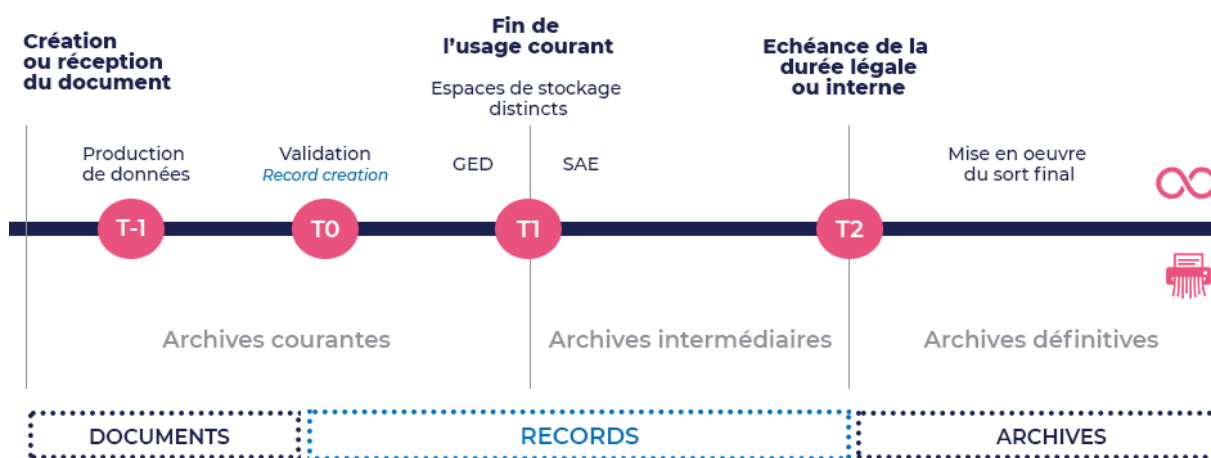 Création
ou réception
du document
Fin de
l'usage courant
Echéance de la
durée légale
ou interne
Espaces de stockage
distincts
Production
de données
Validation
Record creation
GED
SAE
Mise en oeuvre
du sort final
T-1
T0
T1
T2
Archives courantes
Archives intermédiaires
Archives définitives
DOCUMENTS
RECORDS
ARCHIVES